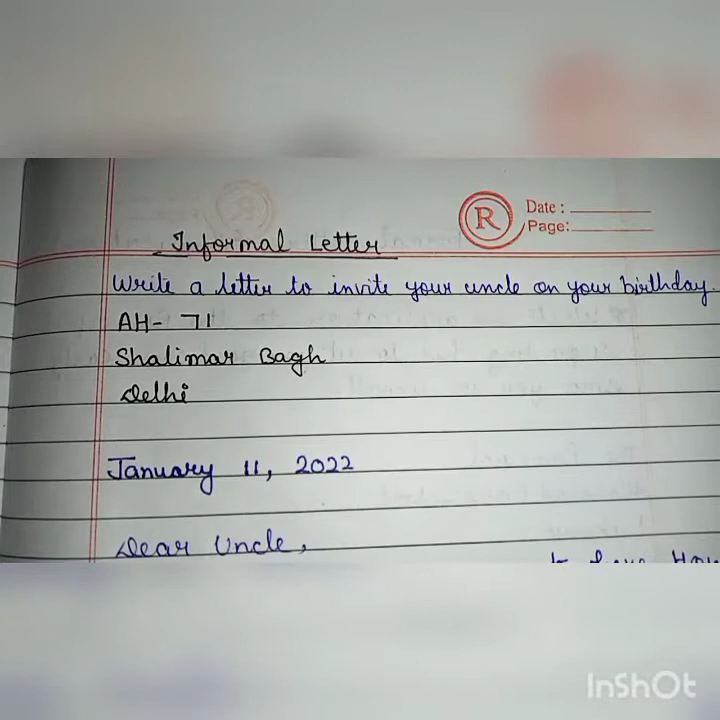 R
Date :
Page:
Informal Letter
Write a letter to invite your uncle on your birthday.
AH- 71
Shalimar Bagh
Delhi
January 11, 2022
Dear Uncle,
InShOt